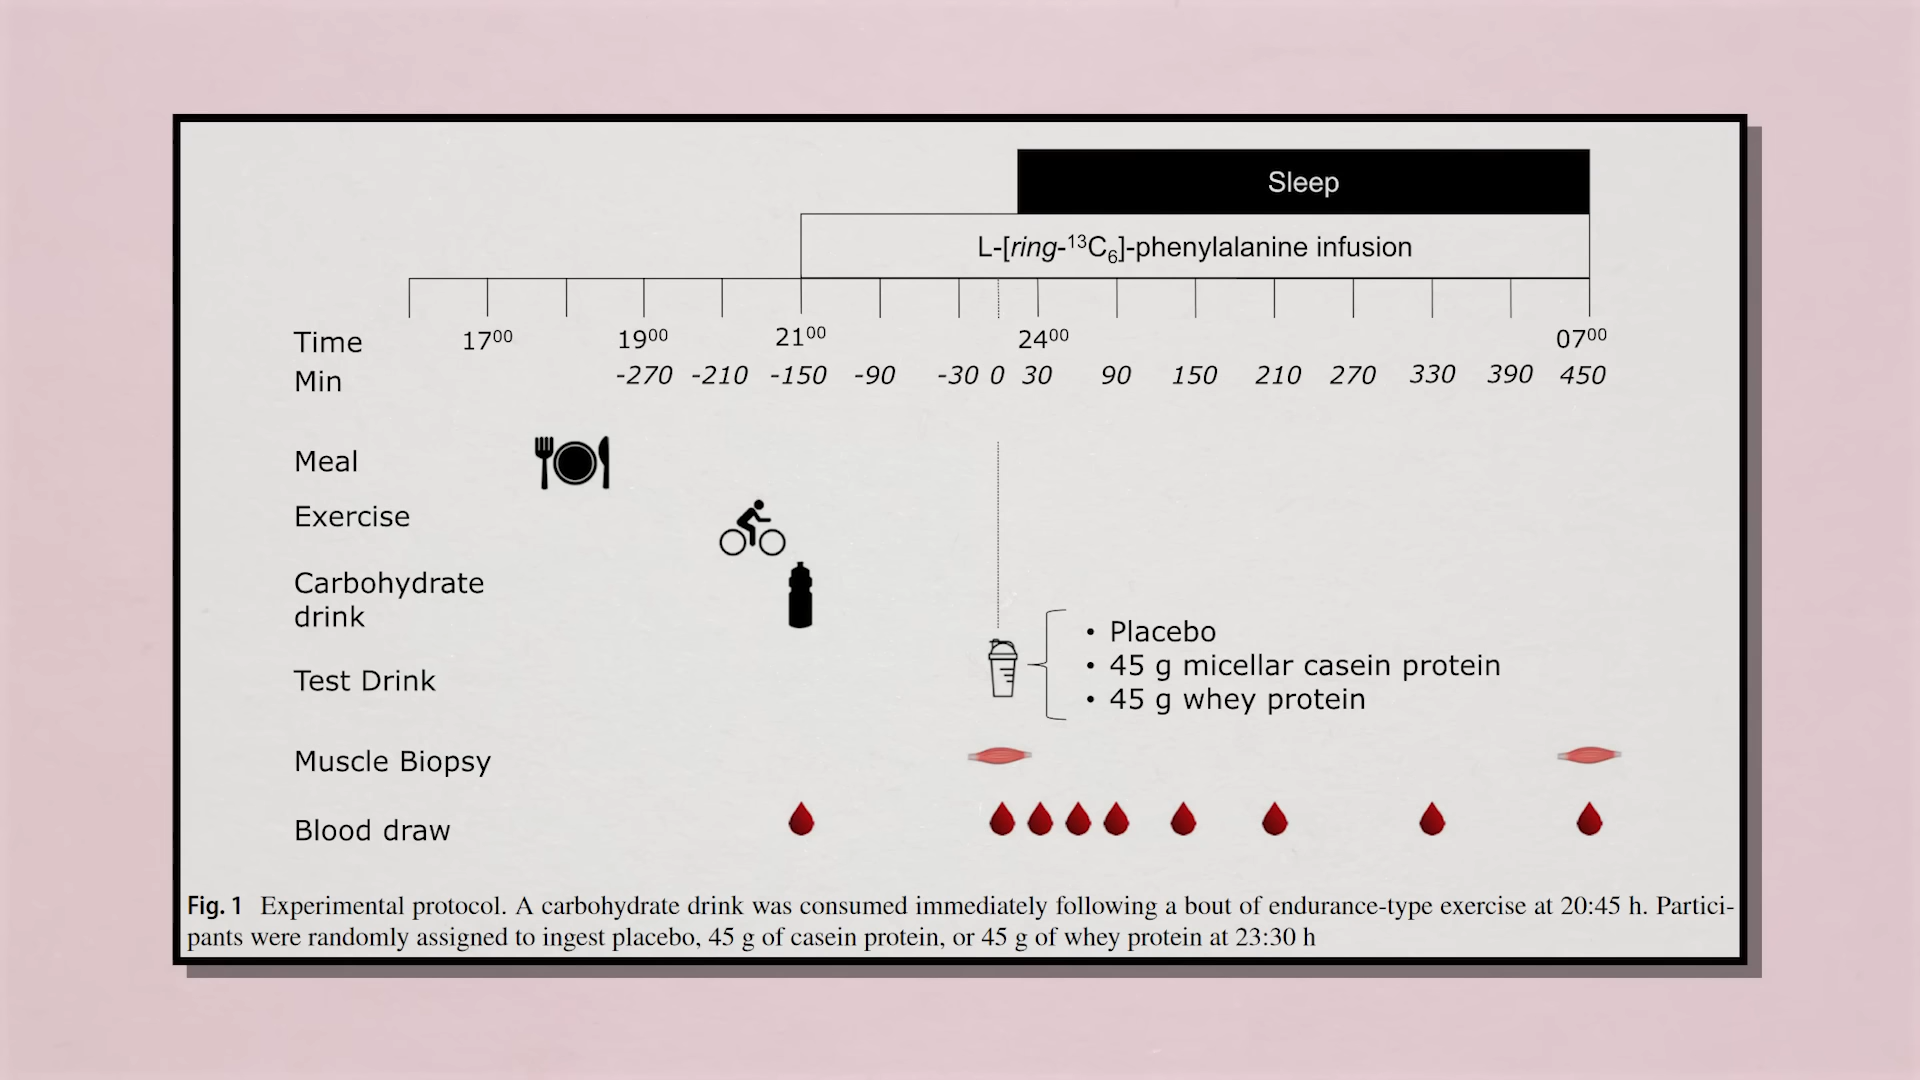 Sleep
L-[ring-¹³C₆]-phenylalanine infusion
Time 17⁰⁰ 19⁰⁰ 21⁰⁰ 24⁰⁰ 07⁰⁰
Min -270 -210 -150 -90 -30 0 30 90 150 210 270 330 390 450
Meal
Exercise
Carbohydrate
drink
Test Drink
• Placebo
• 45 g micellar casein protein
• 45 g whey protein
Muscle Biopsy
Blood draw
Fig. 1 Experimental protocol. A carbohydrate drink was consumed immediately following a bout of endurance-type exercise at 20:45 h. Partici-
pants were randomly assigned to ingest placebo, 45 g of casein protein, or 45 g of whey protein at 23:30 h